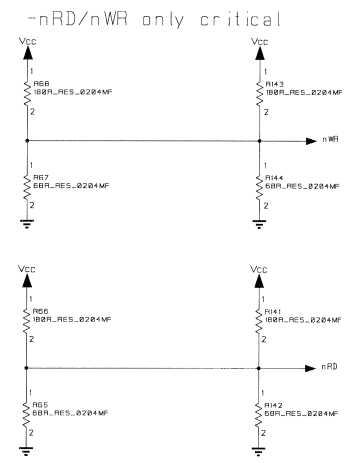 -nRD/nWR only critical
Vcc Vcc
1 1
R68 R143
180R_RES_0204MF 180R_RES_0204MF
2 2
nWR
1 1
R67 R144
68R_RES_0204MF 68R_RES_0204MF
2 2
Vcc Vcc
1 1
R66 R141
180R_RES_0204MF 180R_RES_0204MF
2 2
nRD
1 1
R65 R142
68R_RES_0204MF 68R_RES_0204MF
2 2